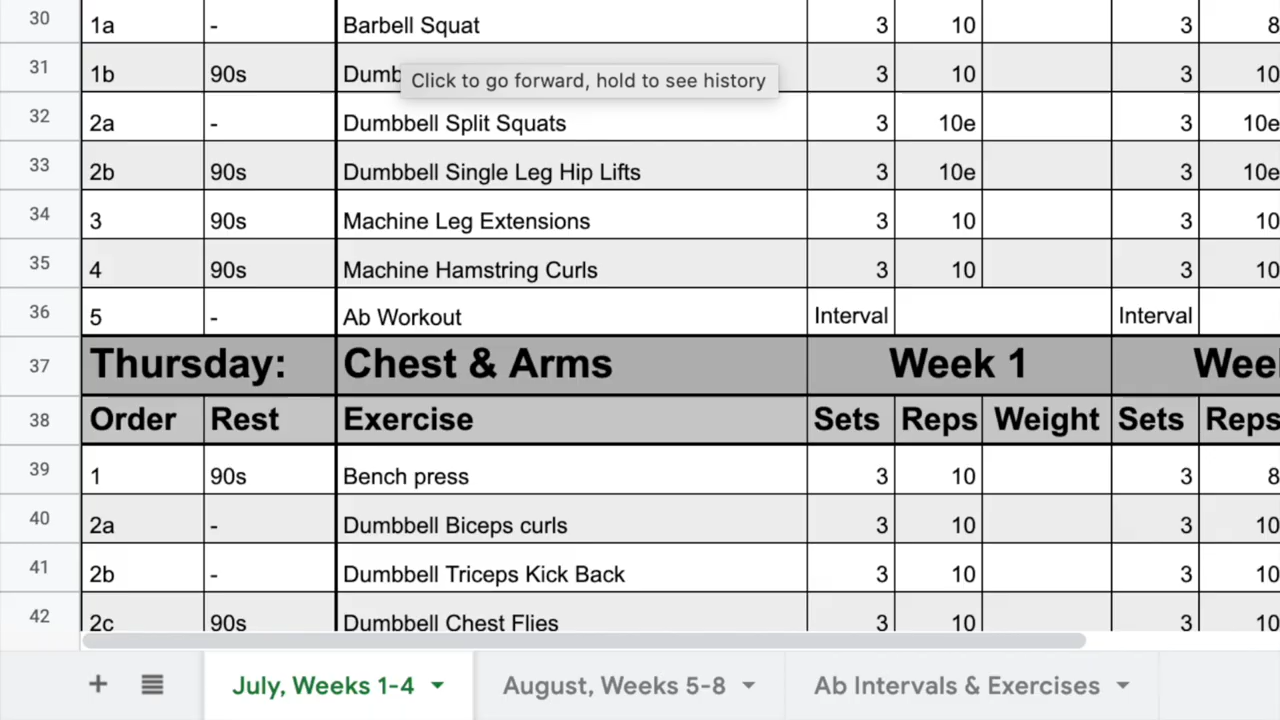 30 1a - Barbell Squat 3 10 3 8
31 1b 90s Dumb 3 10 3 10
Click to go forward, hold to see history
32 2a - Dumbbell Split Squats 3 10e 3 10e
33 2b 90s Dumbbell Single Leg Hip Lifts 3 10e 3 10e
34 3 90s Machine Leg Extensions 3 10 3 10
35 4 90s Machine Hamstring Curls 3 10 3 10
36 5 - Ab Workout Interval Interval
37 Thursday: Chest & Arms Week 1 Wee
38 Order Rest Exercise Sets Reps Weight Sets Reps
39 1 90s Bench press 3 10 3 8
40 2a - Dumbbell Biceps curls 3 10 3 10
41 2b - Dumbbell Triceps Kick Back 3 10 3 10
42 2c 90s Dumbbell Chest Flies 3 10 3 10
+ July, Weeks 1-4 August, Weeks 5-8 Ab Intervals & Exercises